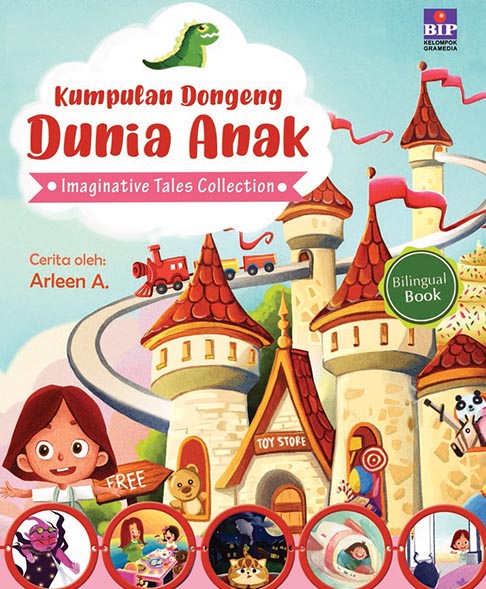 BIP
KELOMPOK
GRAMEDIA
Kumpulan Dongeng
Dunia Anak
Imaginative Tales Collection
Cerita oleh:
Arleen A.
Bilingual
Book
TOY STORE
FREE